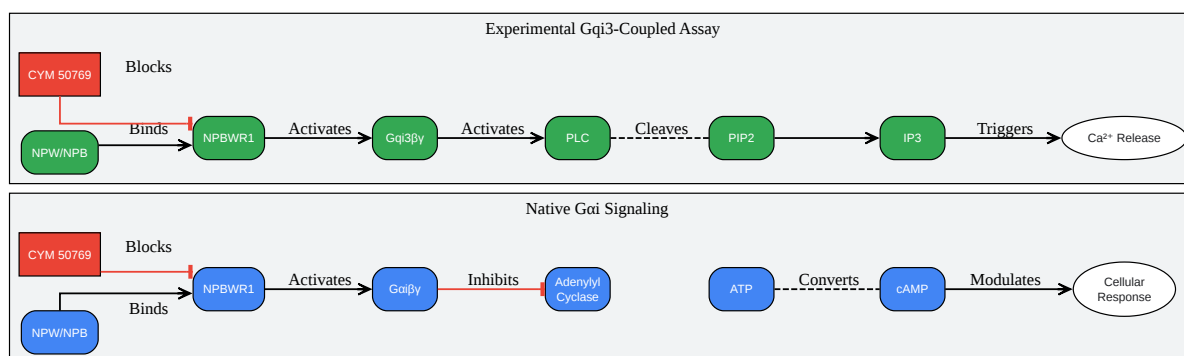 Experimental Gqi3-Coupled Assay
CYM 50769
Blocks
Binds
NPW/NPB
NPBWR1
Activates
Gqi3βγ
Activates
PLC
Cleaves
PIP2
IP3
Triggers
Ca²⁺ Release
Native Gαi Signaling
CYM 50769
Blocks
NPW/NPB
Binds
NPBWR1
Activates
Gαiβγ
Inhibits
Adenylyl
Cyclase
ATP
Converts
cAMP
Modulates
Cellular
Response